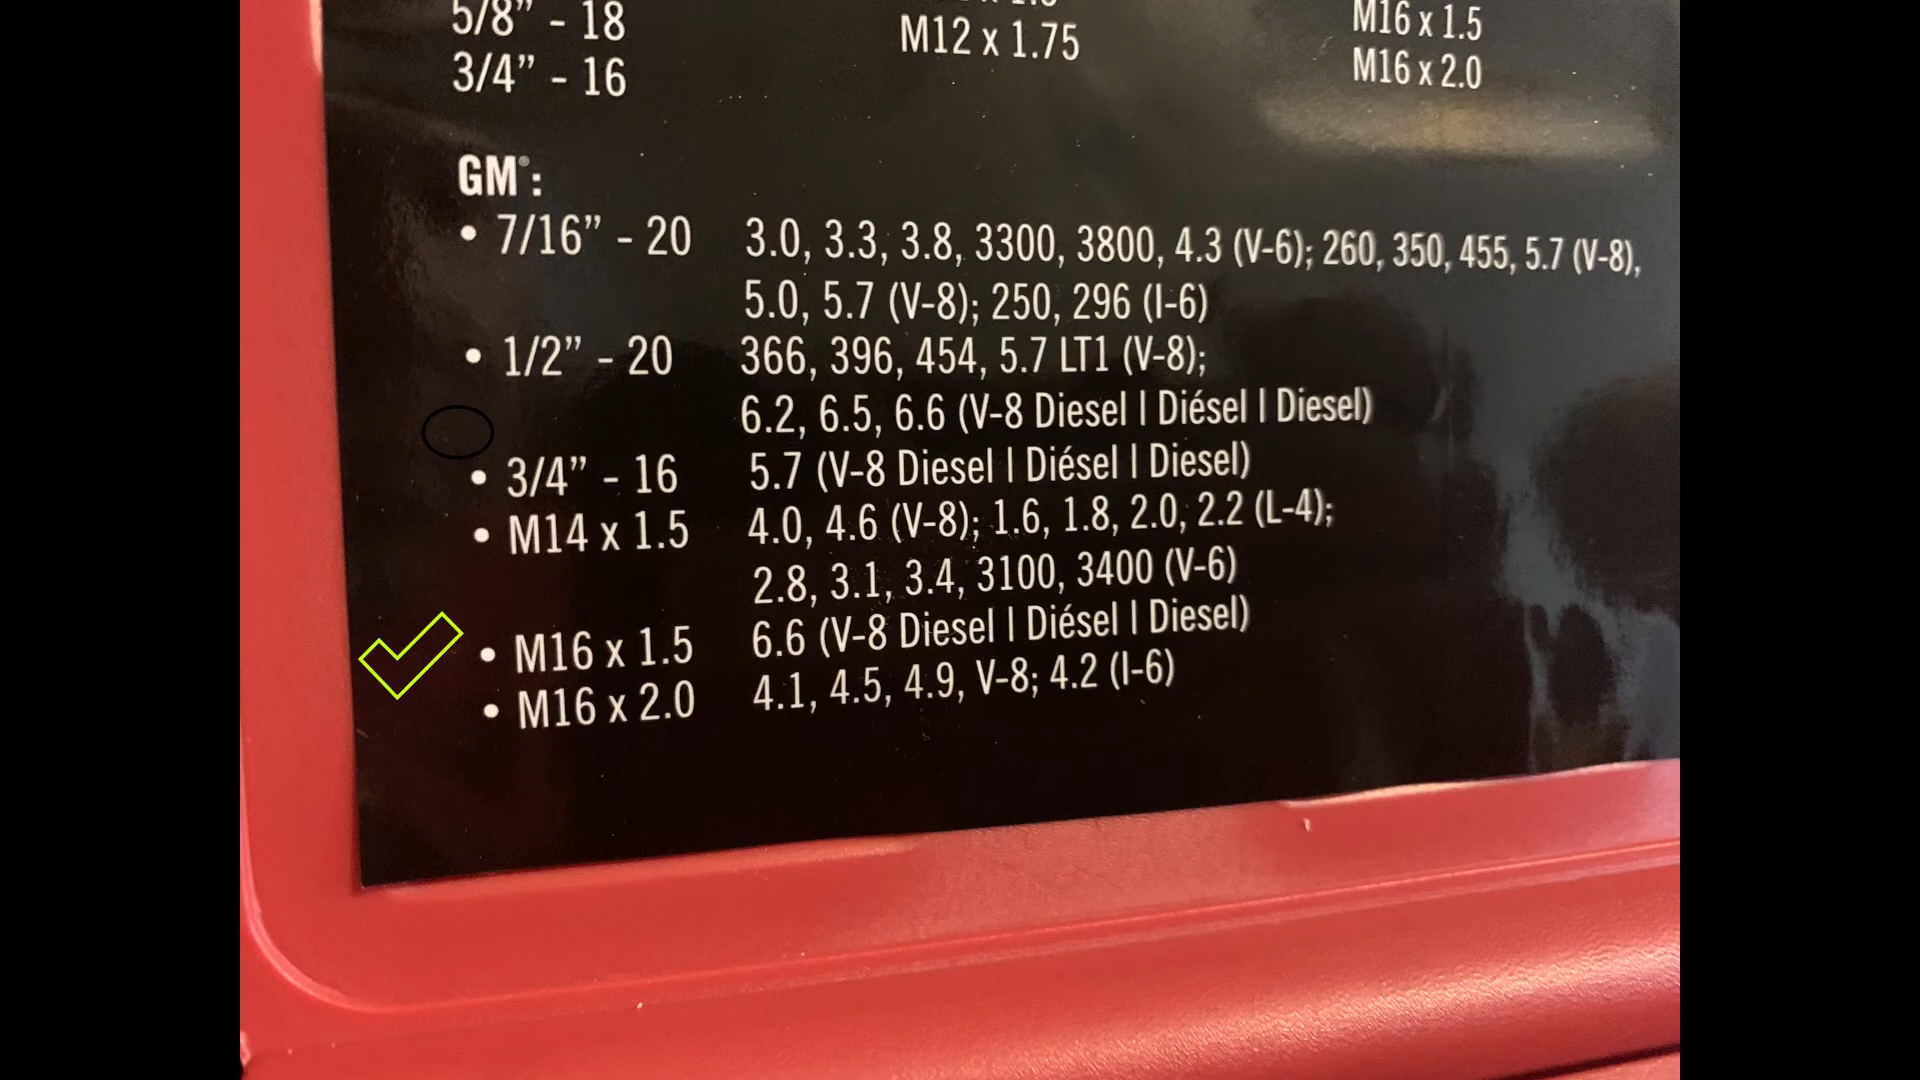 5/8” - 18
3/4” - 16
M12 x 1.75
M16 x 1.5
M16 x 2.0
GM®:
• 7/16” - 20 3.0, 3.3, 3.8, 3300, 3800, 4.3 (V-6); 260, 350, 455, 5.7 (V-8),
5.0, 5.7 (V-8); 250, 296 (I-6)
• 1/2” - 20 366, 396, 454, 5.7 LT1 (V-8);
6.2, 6.5, 6.6 (V-8 Diesel | Diésel | Diesel)
• 3/4” - 16 5.7 (V-8 Diesel | Diésel | Diesel)
• M14 x 1.5 4.0, 4.6 (V-8); 1.6, 1.8, 2.0, 2.2 (L-4);
2.8, 3.1, 3.4, 3100, 3400 (V-6)
• M16 x 1.5 6.6 (V-8 Diesel | Diésel | Diesel)
• M16 x 2.0 4.1, 4.5, 4.9, V-8; 4.2 (I-6)